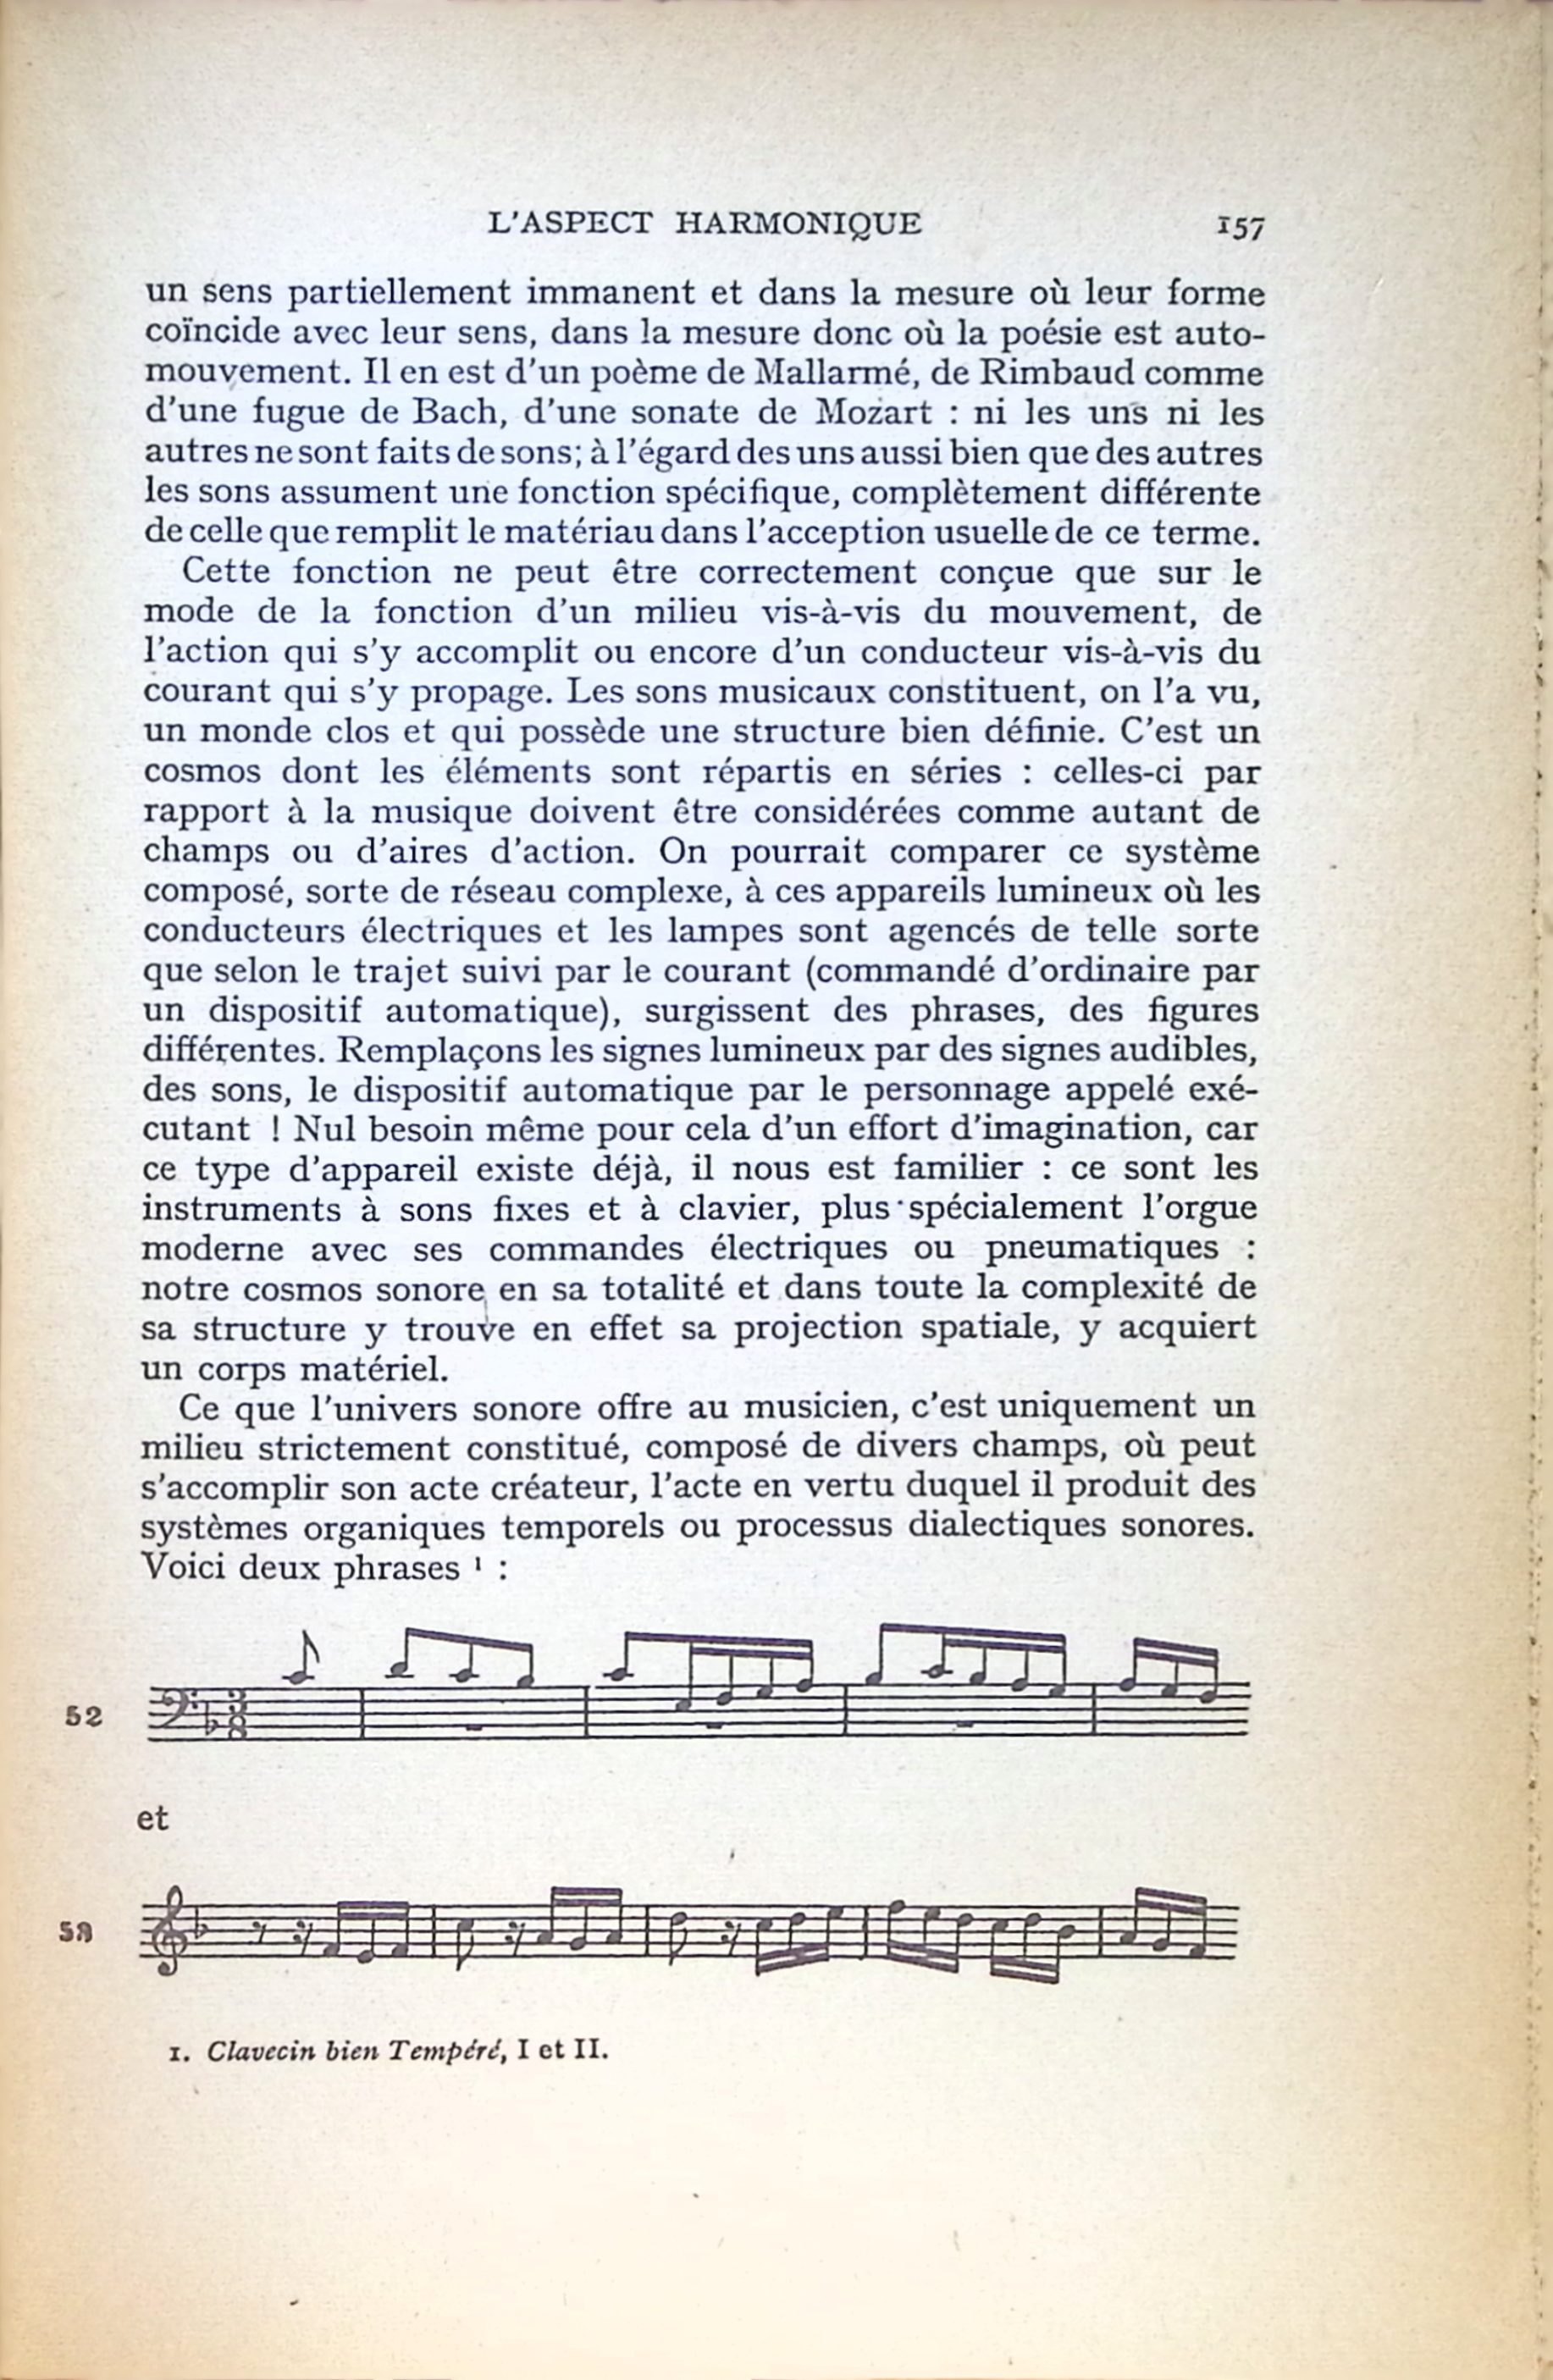 L'ASPECT HARMONIQUE 157
un sens partiellement immanent et dans la mesure où leur forme
coïncide avec leur sens, dans la mesure donc où la poésie est auto-
mouvement. Il en est d'un poème de Mallarmé, de Rimbaud comme
d'une fugue de Bach, d'une sonate de Mozart : ni les uns ni les
autres ne sont faits de sons; à l'égard des uns aussi bien que des autres
les sons assument une fonction spécifique, complètement différente
de celle que remplit le matériau dans l'acception usuelle de ce terme.
Cette fonction ne peut être correctement conçue que sur le
mode de la fonction d'un milieu vis-à-vis du mouvement, de
l'action qui s'y accomplit ou encore d'un conducteur vis-à-vis du
courant qui s'y propage. Les sons musicaux constituent, on l'a vu,
un monde clos et qui possède une structure bien définie. C'est un
cosmos dont les éléments sont répartis en séries : celles-ci par
rapport à la musique doivent être considérées comme autant de
champs ou d'aires d'action. On pourrait comparer ce système
composé, sorte de réseau complexe, à ces appareils lumineux où les
conducteurs électriques et les lampes sont agencés de telle sorte
que selon le trajet suivi par le courant (commandé d'ordinaire par
un dispositif automatique), surgissent des phrases, des figures
différentes. Remplaçons les signes lumineux par des signes audibles,
des sons, le dispositif automatique par le personnage appelé exé-
cutant ! Nul besoin même pour cela d'un effort d'imagination, car
ce type d'appareil existe déjà, il nous est familier : ce sont les
instruments à sons fixes et à clavier, plus spécialement l'orgue
moderne avec ses commandes électriques ou pneumatiques :
notre cosmos sonore en sa totalité et dans toute la complexité de
sa structure y trouve en effet sa projection spatiale, y acquiert
un corps matériel.
Ce que l'univers sonore offre au musicien, c'est uniquement un
milieu strictement constitué, composé de divers champs, où peut
s'accomplir son acte créateur, l'acte en vertu duquel il produit des
systèmes organiques temporels ou processus dialectiques sonores.
Voici deux phrases ¹ :
52
3
8
et
53
1. Clavecin bien Tempéré, I et II.